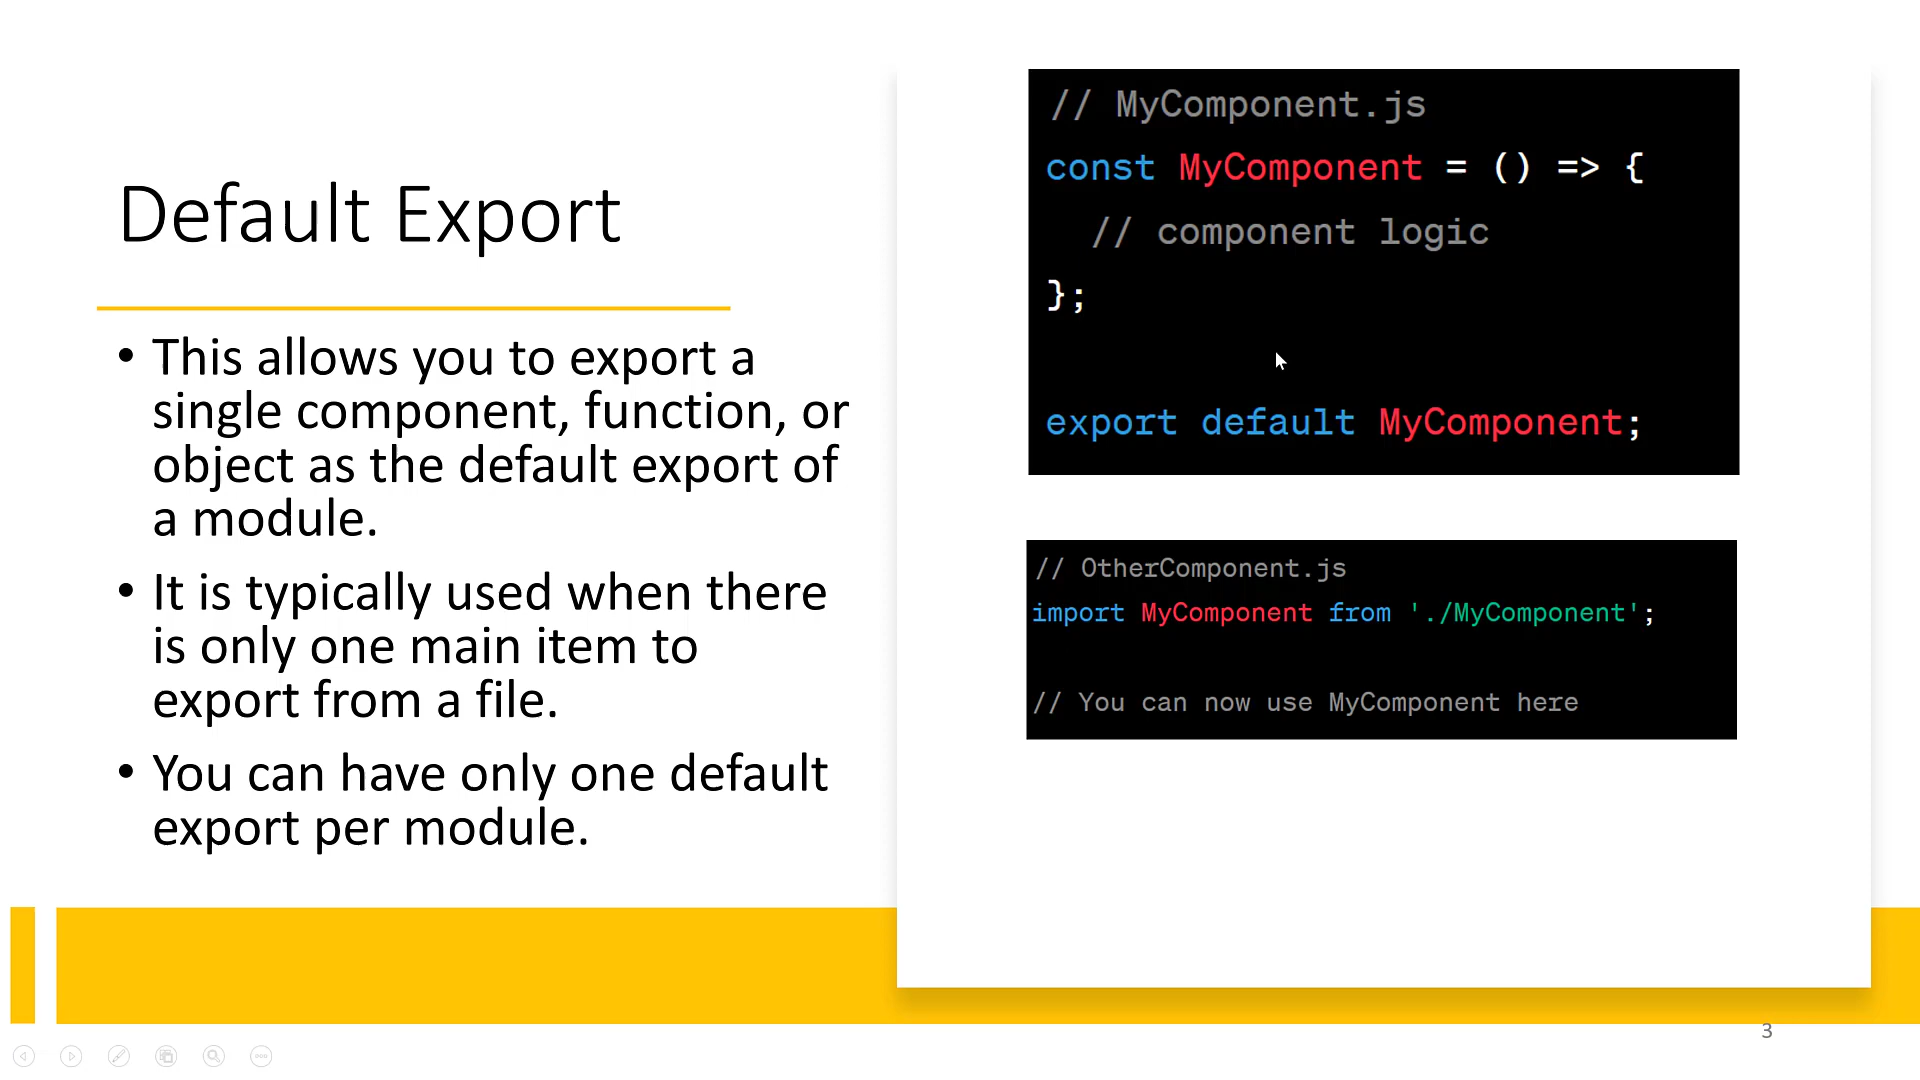 Default Export
• This allows you to export a
single component, function, or
object as the default export of
a module.
• It is typically used when there
is only one main item to
export from a file.
• You can have only one default
export per module.
// MyComponent.js
const MyComponent = () => {
  // component logic
};
export default MyComponent;
// OtherComponent.js
import MyComponent from './MyComponent';
// You can now use MyComponent here
3